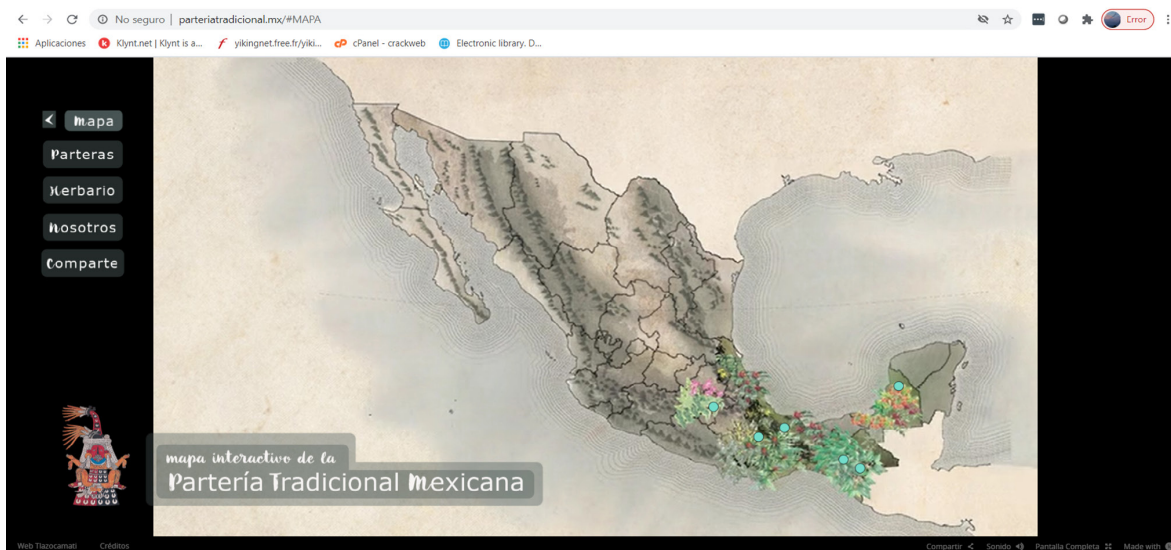 No seguro | parteriatradicional.mx/#MAPA
Error
Aplicaciones
Klynt.net | Klynt is a...
yikingnet.free.fr/yiki...
cPanel - crackweb
Electronic library. D...
Mapa
Parteras
Herbario
Nosotros
Comparte
mapa interactivo de la
Partería Tradicional Mexicana
Web Tlazocamati
Créditos
Compartir
Sonido
Pantalla Completa
Made with